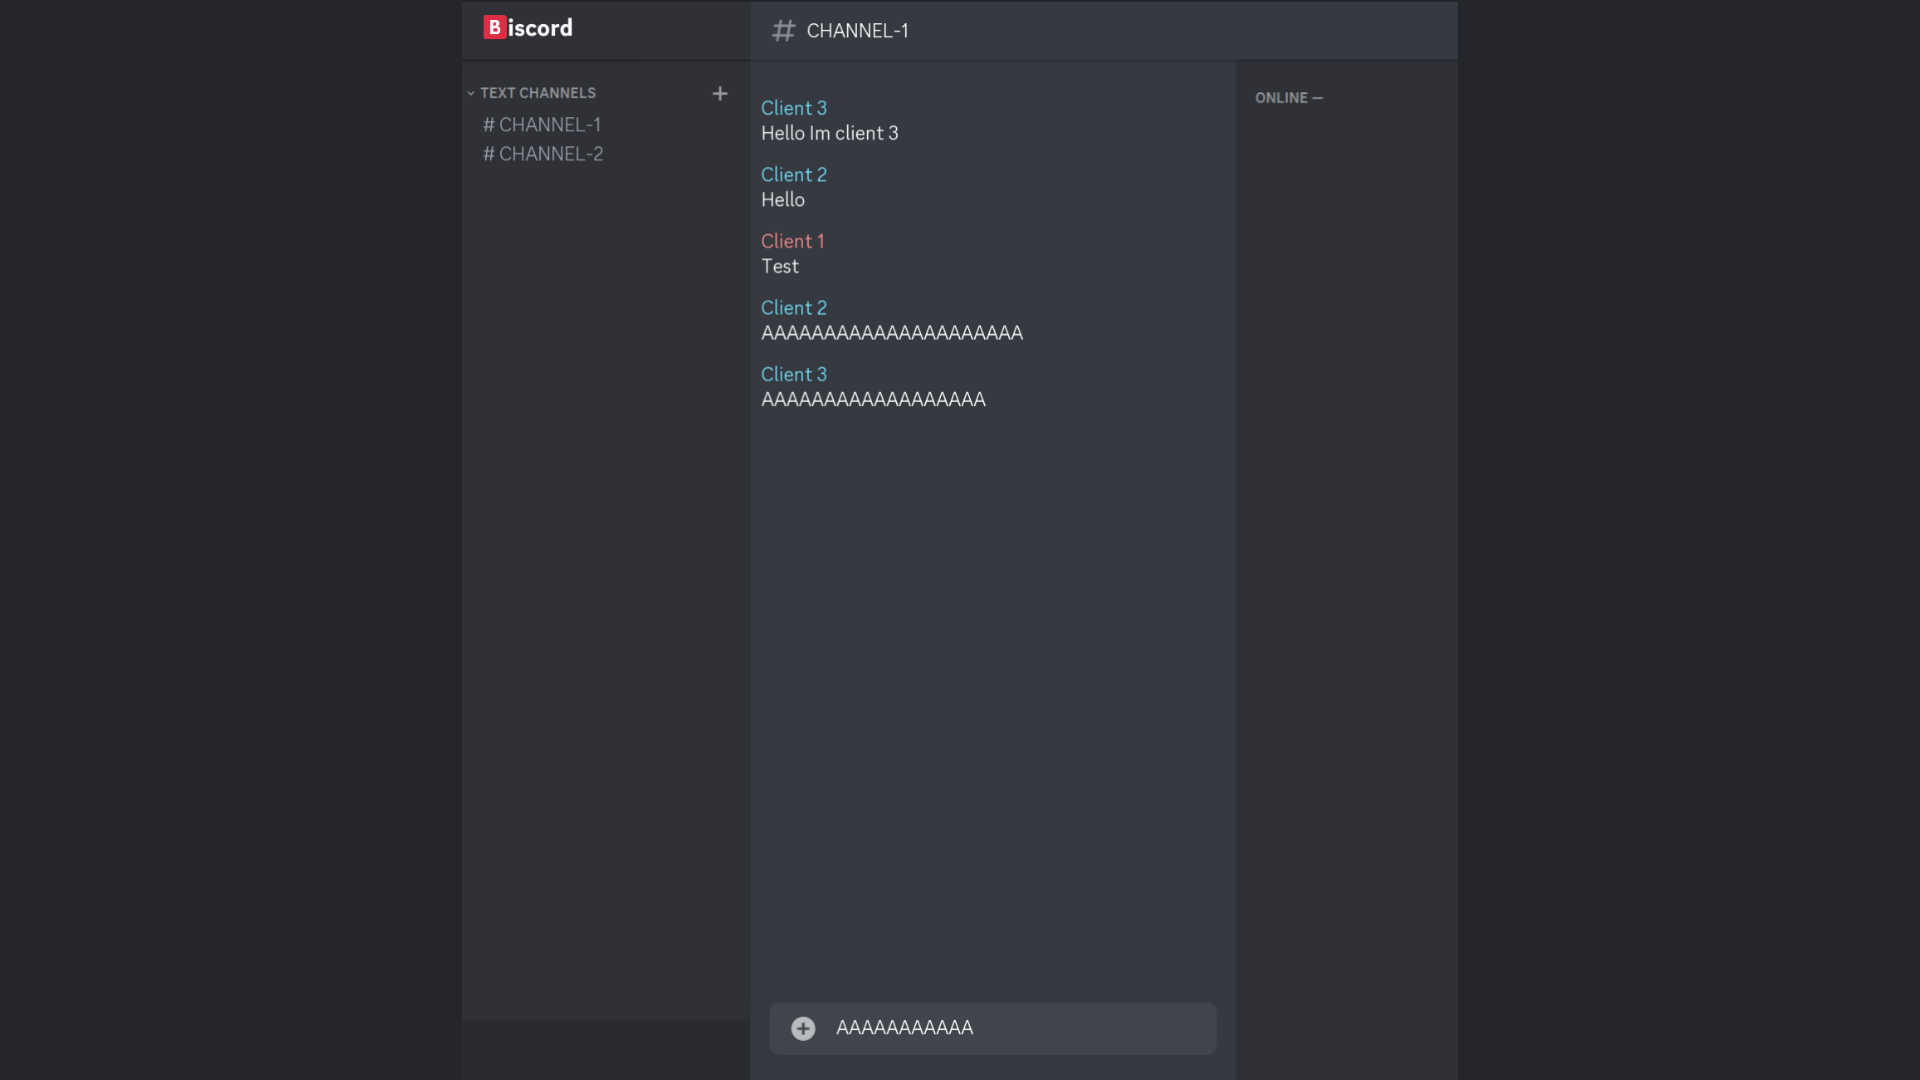 Biscord
# CHANNEL-1
TEXT CHANNELS +
# CHANNEL-1
# CHANNEL-2
Client 3
Hello Im client 3
Client 2
Hello
Client 1
Test
Client 2
AAAAAAAAAAAAAAAAAAAAA
Client 3
AAAAAAAAAAAAAAAAAA
AAAAAAAAAAA
ONLINE —